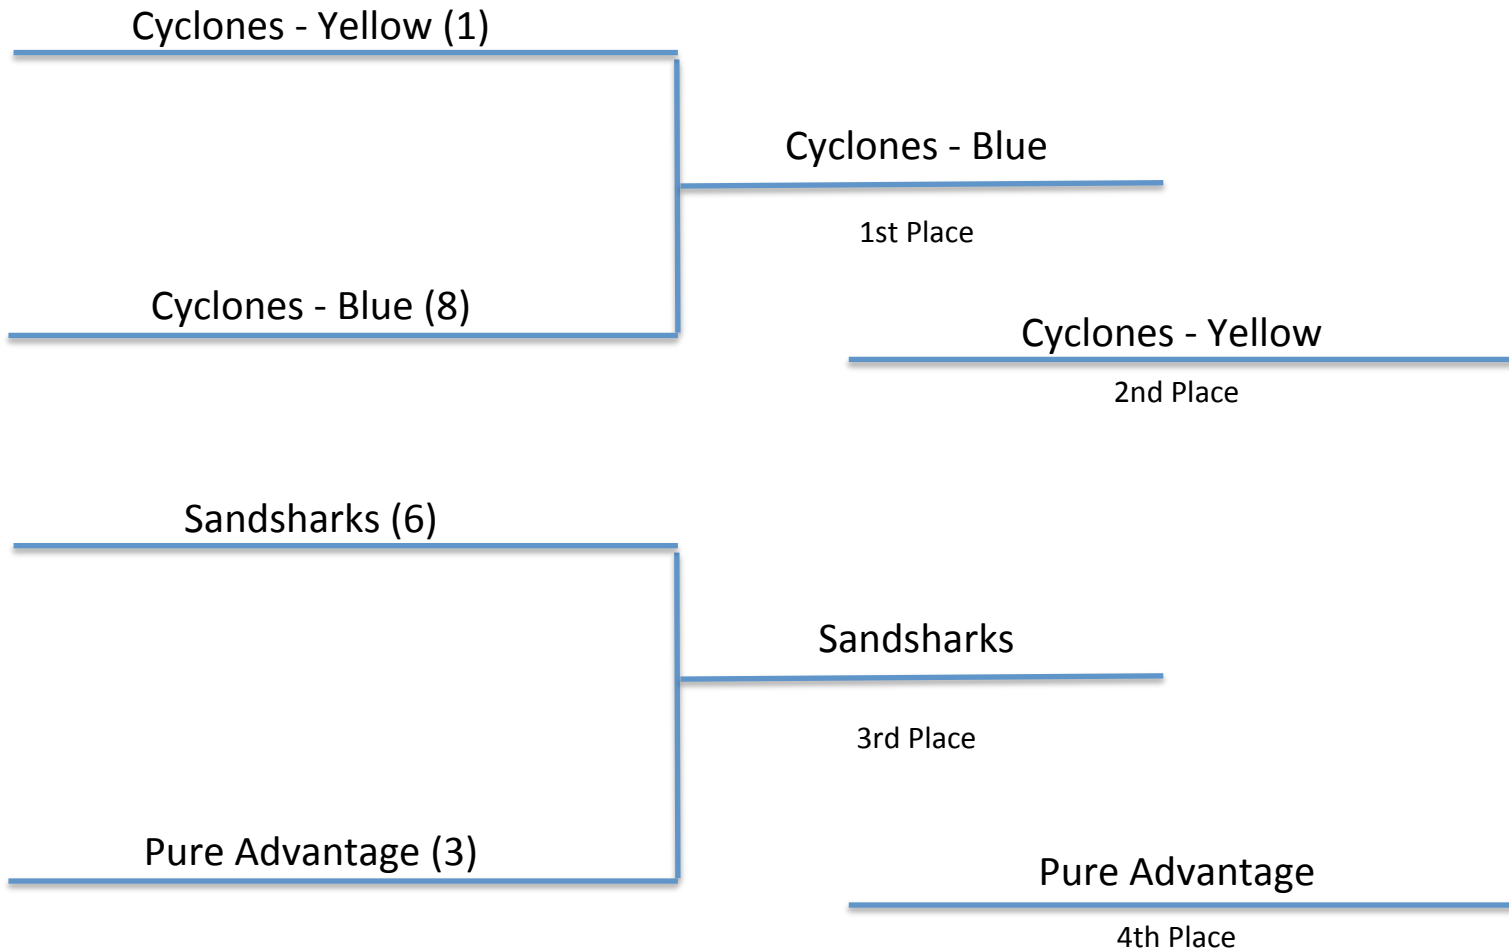 Cyclones - Yellow (1)
Cyclones - Blue
1st Place
Cyclones - Blue (8)
Cyclones - Yellow
2nd Place
Sandsharks (6)
Sandsharks
3rd Place
Pure Advantage (3)
Pure Advantage
4th Place